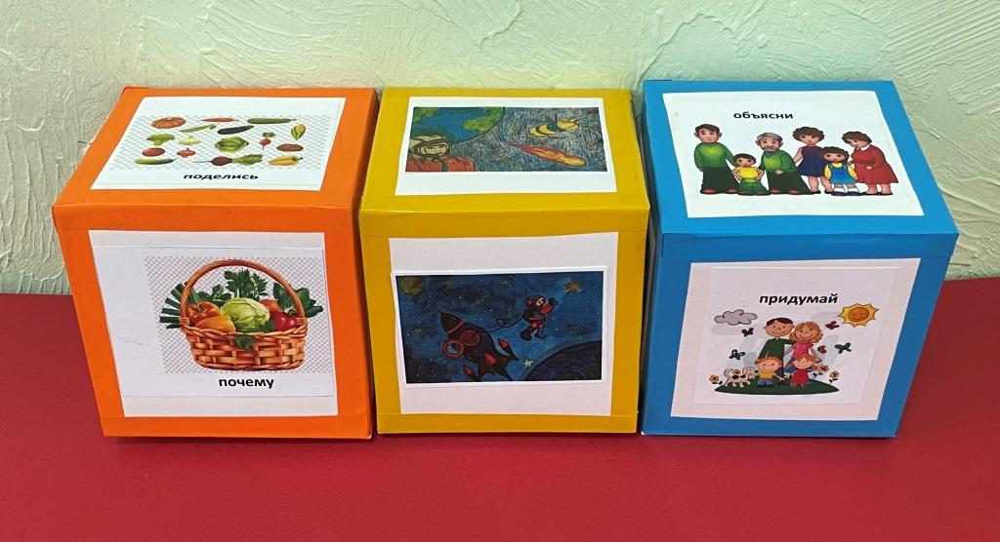 поделись
почему
объясни
придумай